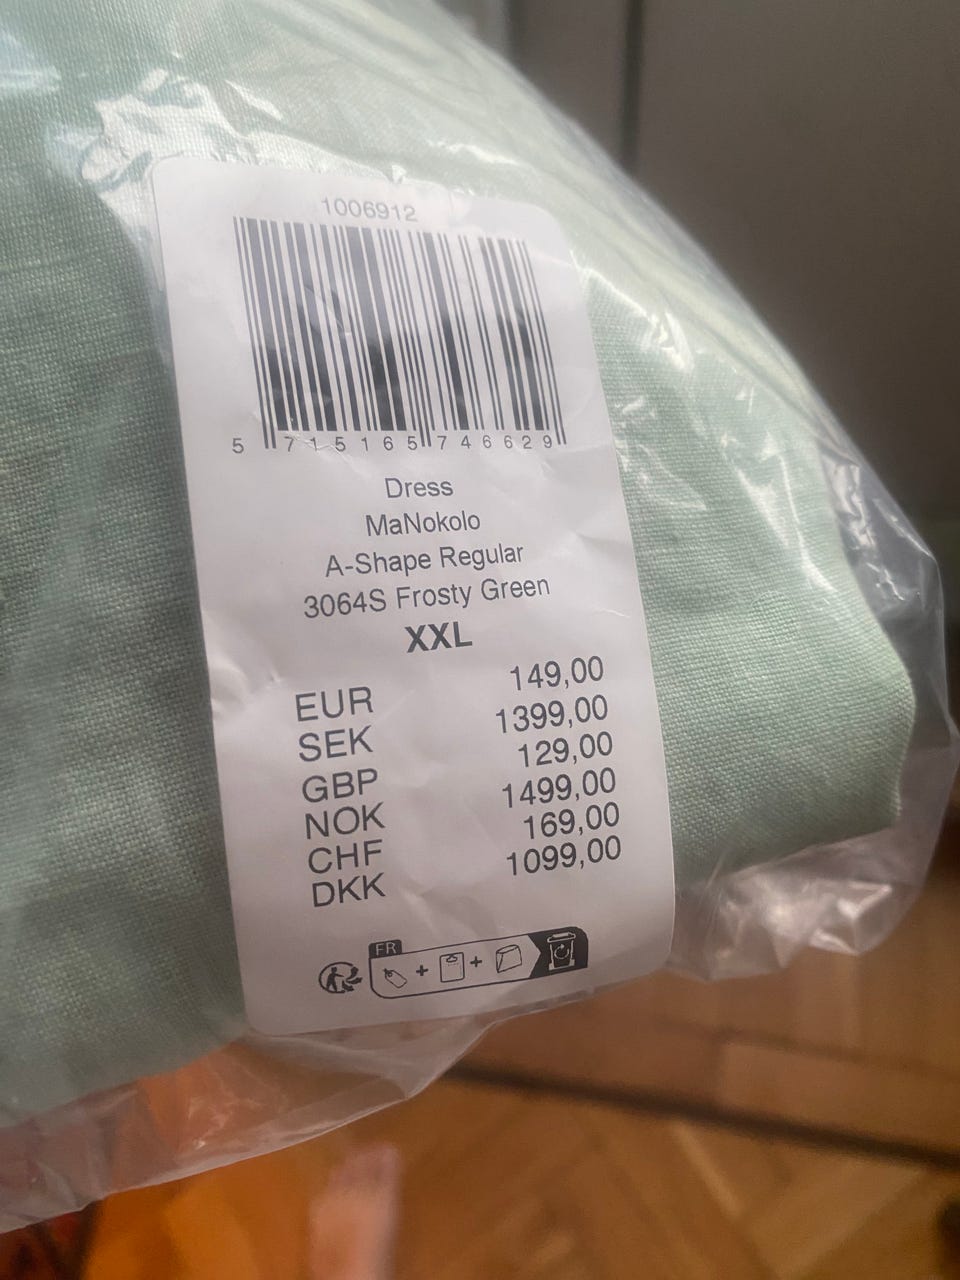 1006912
5 715165 746629
Dress
MaNokolo
A-Shape Regular
3064S Frosty Green
XXL
EUR 149,00
SEK 1399,00
GBP 129,00
NOK 1499,00
CHF 169,00
DKK 1099,00
FR
+ +